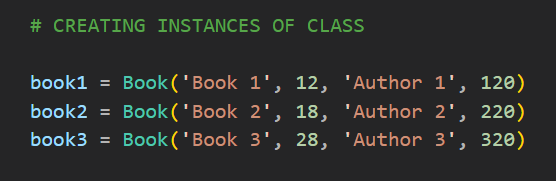 # CREATING INSTANCES OF CLASS
book1 = Book('Book 1', 12, 'Author 1', 120)
book2 = Book('Book 2', 18, 'Author 2', 220)
book3 = Book('Book 3', 28, 'Author 3', 320)